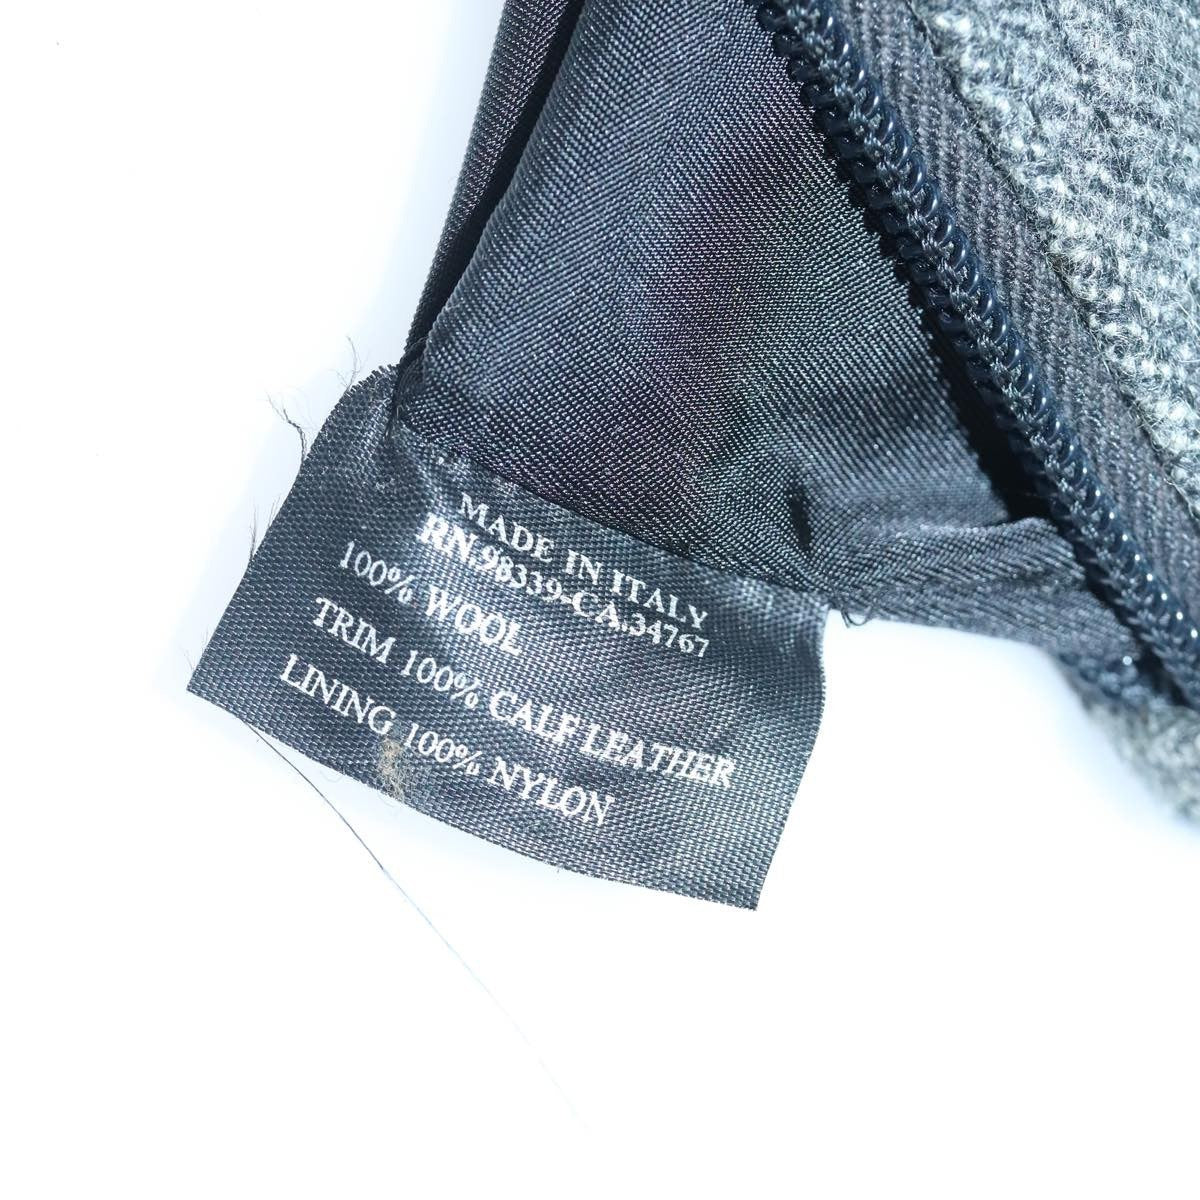 MADE IN ITALY
RN.98339-CA.34767
100% WOOL
TRIM 100% CALF LEATHER
LINING 100% NYLON